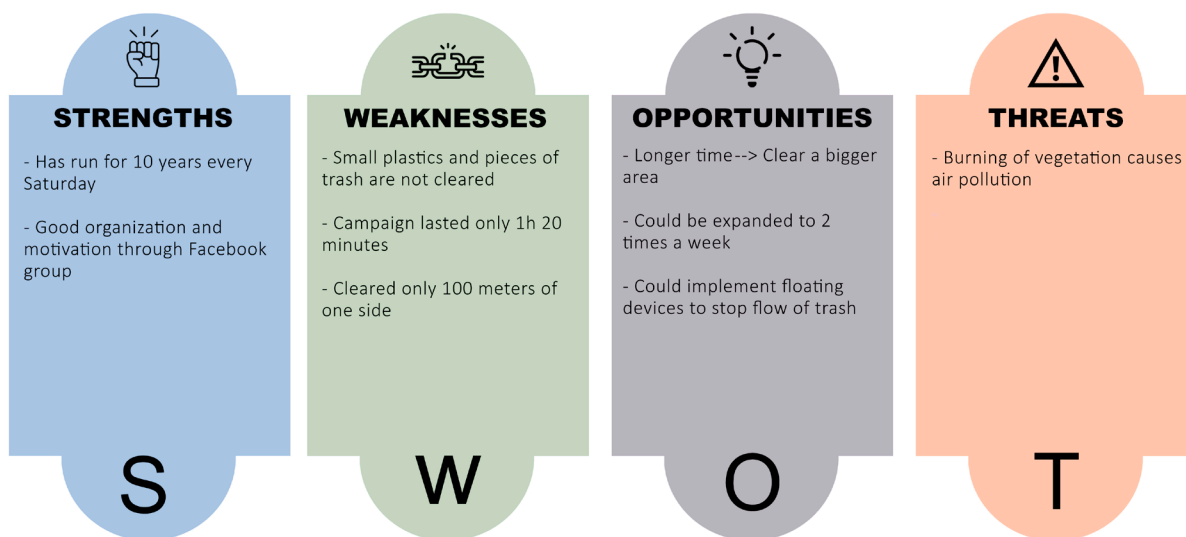 STRENGTHS
- Has run for 10 years every
Saturday
- Good organization and
motivation through Facebook
group
S
WEAKNESSES
- Small plastics and pieces of
trash are not cleared
- Campaign lasted only 1h 20
minutes
- Cleared only 100 meters of
one side
W
OPPORTUNITIES
- Longer time--> Clear a bigger
area
- Could be expanded to 2
times a week
- Could implement floating
devices to stop flow of trash
O
THREATS
- Burning of vegetation causes
air pollution
T